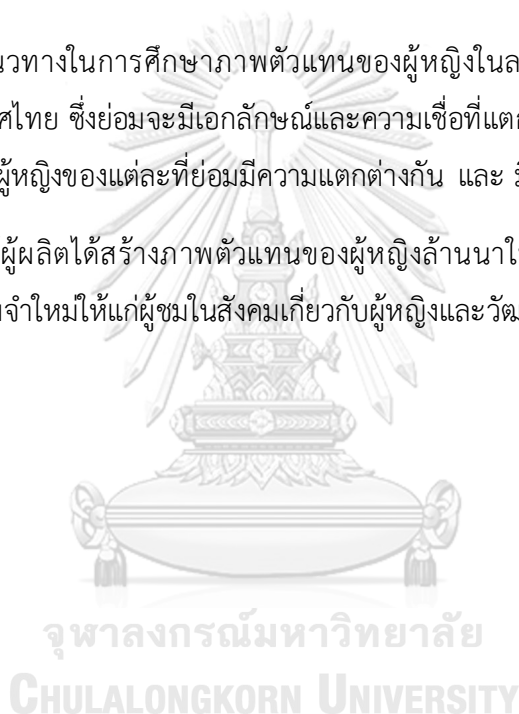 นวทางในการศึกษาภาพตัวแทนของผู้หญิงในล
ศไทย ซึ่งย่อมจะมีเอกลักษณ์และความเชื่อที่แตก
ผู้หญิงของแต่ละที่ย่อมมีความแตกต่างกัน และ
ผู้ผลิตได้สร้างภาพตัวแทนของผู้หญิงล้านนาใ
จำใหม่ให้แก่ผู้ชมในสังคมเกี่ยวกับผู้หญิงและวัฒ
จุฬาลงกรณ์มหาวิทยาลัย
CHULALONGKORN UNIVERSITY